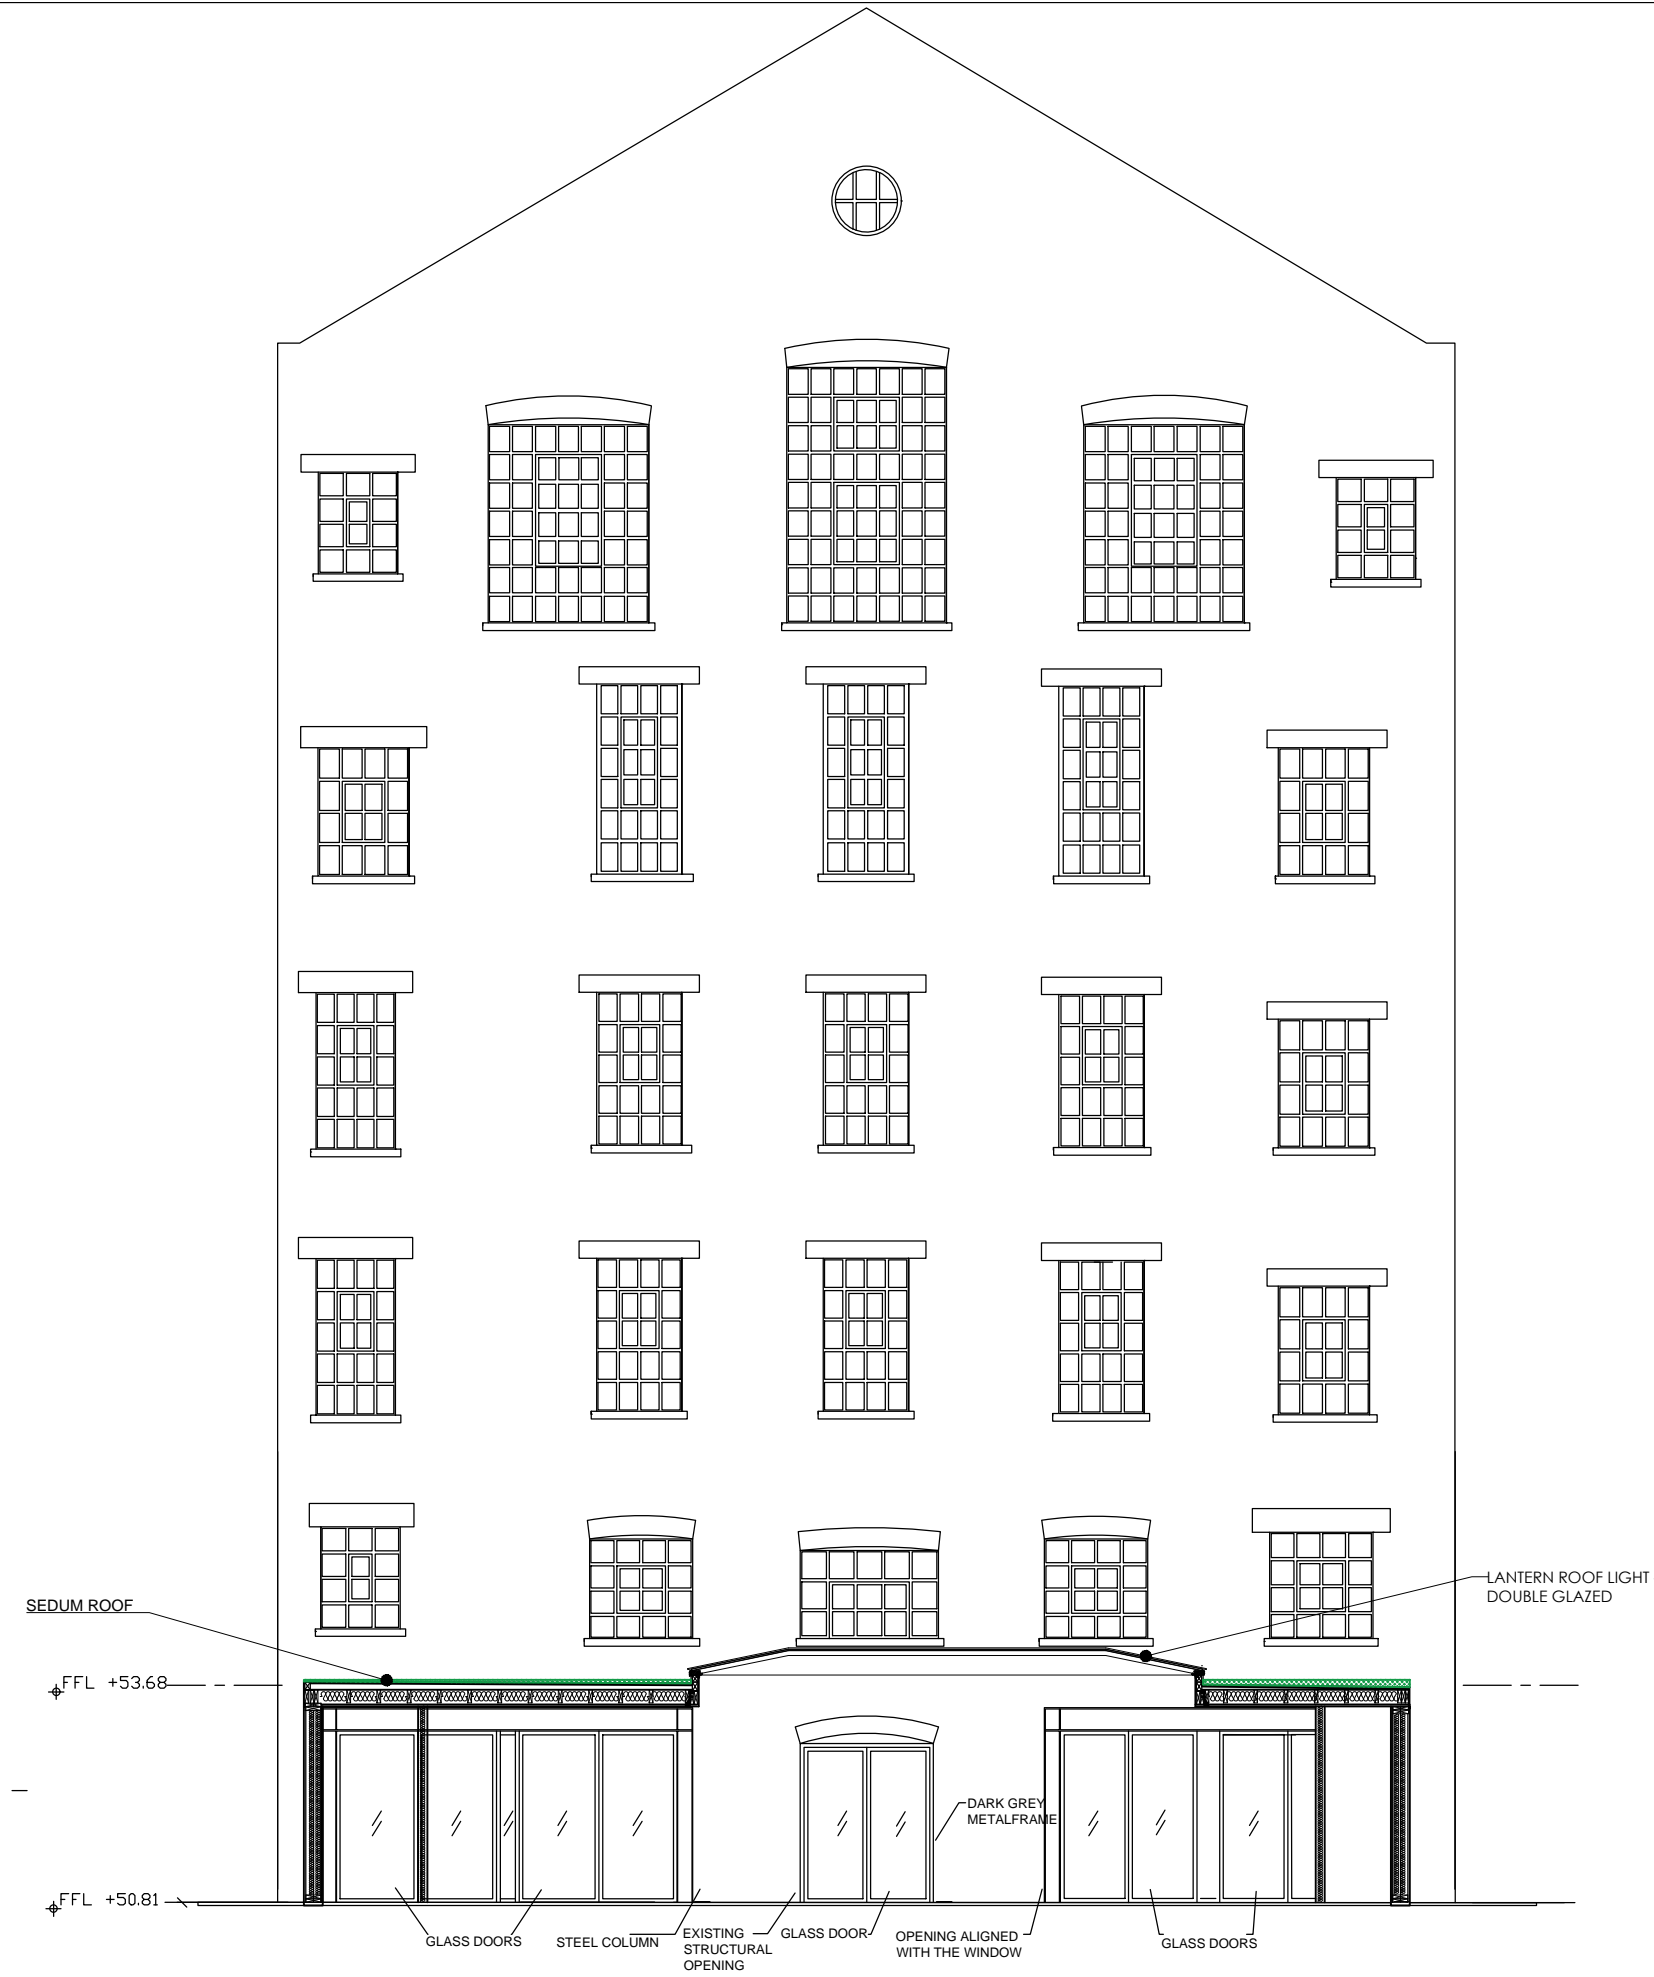 LANTERN ROOF LIGHT
DOUBLE GLAZED
SEDUM ROOF
FFL +53.68
DARK GREY
METALFRAME
FFL +50.81
GLASS DOORS
STEEL COLUMN
EXISTING
STRUCTURAL
OPENING
GLASS DOOR
OPENING ALIGNED
WITH THE WINDOW
GLASS DOORS